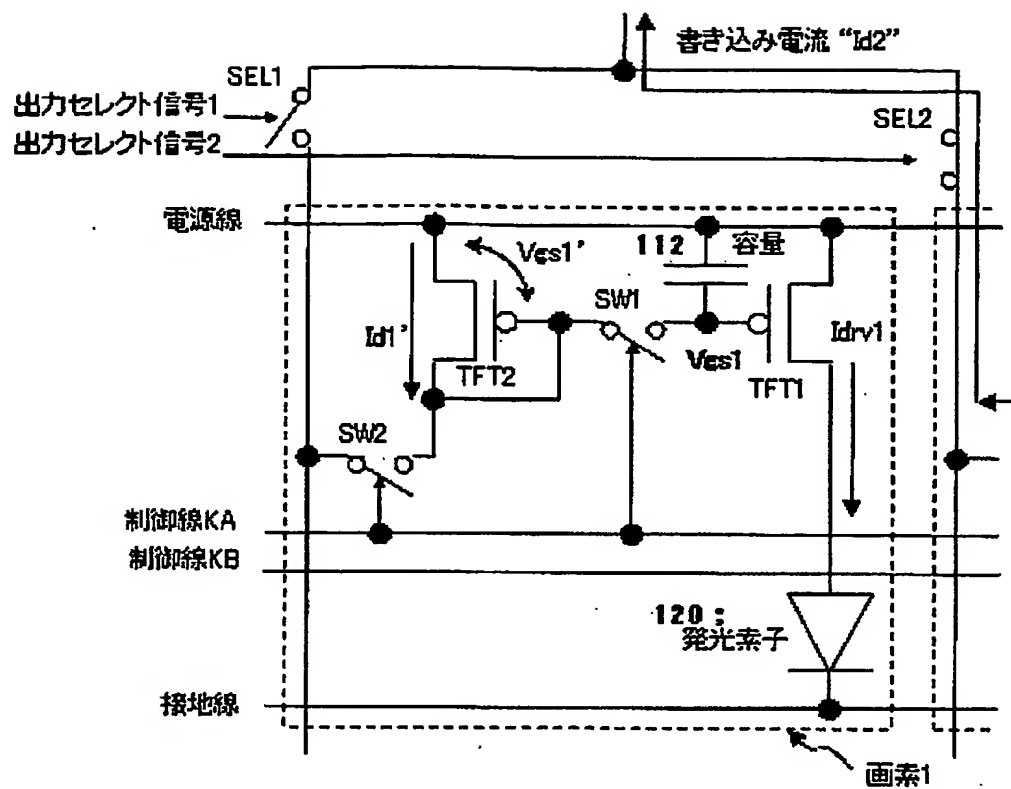 書き込み電流 “Id2”
SEL1
出力セレクト信号1
SEL2
出力セレクト信号2
電源線
112 容量
Vgs1’
SW1
Id1’
Vgs1
Idrv1
TFT2
TFT1
SW2
制御線KA
制御線KB
120 ;
発光素子
接地線
画素1